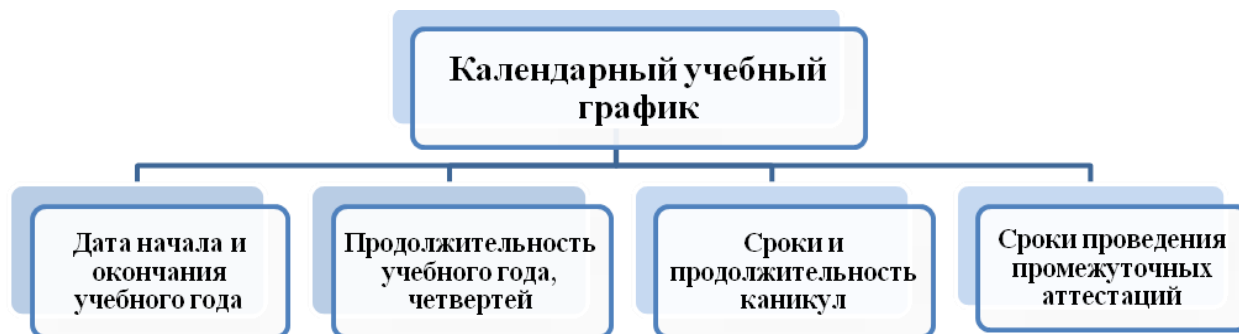 Календарный учебный
график
Дата начала и
окончания
учебного года
Продолжительность
учебного года,
четвертей
Сроки и
продолжительность
каникул
Сроки проведения
промежуточных
аттестаций